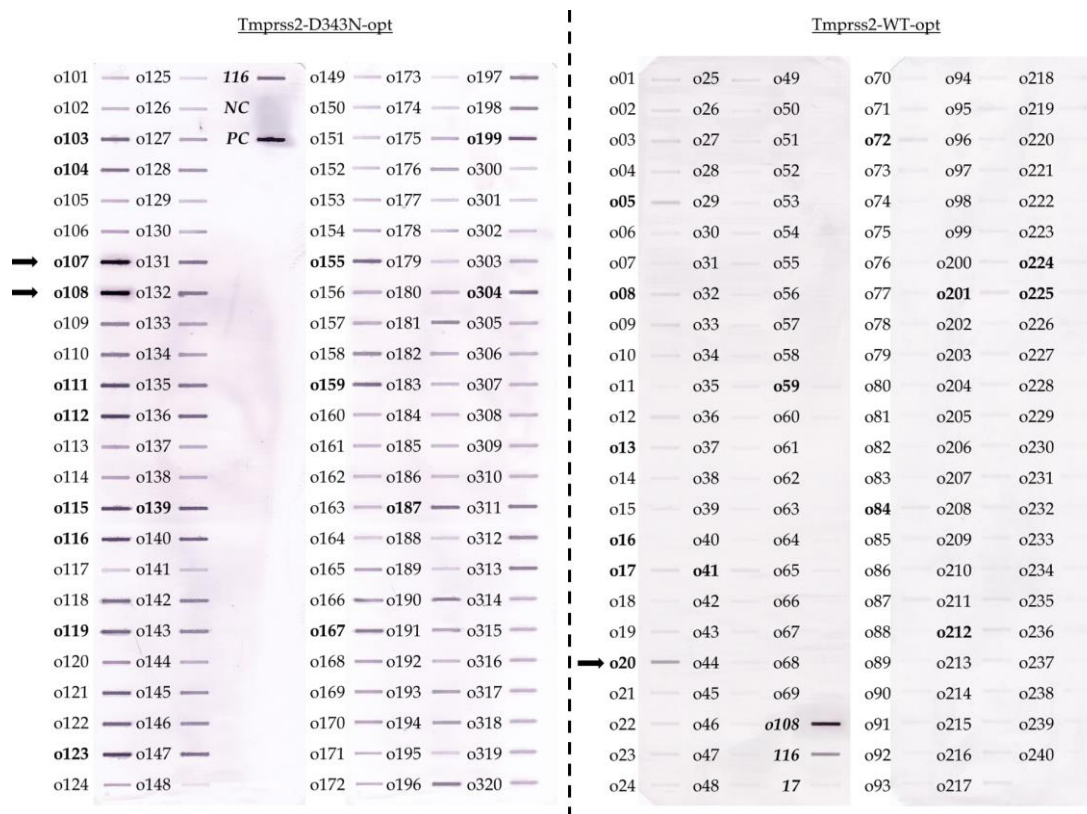 Tmprss2-D343N-opt Tmprss2-WT-opt
o101 o125 116 o149 o173 o197 o01 o25 o49 o70 o94 o218
o102 o126 NC o150 o174 o198 o02 o26 o50 o71 o95 o219
o103 o127 PC o151 o175 o199 o03 o27 o51 o72 o96 o220
o104 o128 o152 o176 o300 o04 o28 o52 o73 o97 o221
o105 o129 o153 o177 o301 o05 o29 o53 o74 o98 o222
o106 o130 o154 o178 o302 o06 o30 o54 o75 o99 o223
o107 o131 o155 o179 o303 o07 o31 o55 o76 o200 o224
o108 o132 o156 o180 o304 o08 o32 o56 o77 o201 o225
o109 o133 o157 o181 o305 o09 o33 o57 o78 o202 o226
o110 o134 o158 o182 o306 o10 o34 o58 o79 o203 o227
o111 o135 o159 o183 o307 o11 o35 o59 o80 o204 o228
o112 o136 o160 o184 o308 o12 o36 o60 o81 o205 o229
o113 o137 o161 o185 o309 o13 o37 o61 o82 o206 o230
o114 o138 o162 o186 o310 o14 o38 o62 o83 o207 o231
o115 o139 o163 o187 o311 o15 o39 o63 o84 o208 o232
o116 o140 o164 o188 o312 o16 o40 o64 o85 o209 o233
o117 o141 o165 o189 o313 o17 o41 o65 o86 o210 o234
o118 o142 o166 o190 o314 o18 o42 o66 o87 o211 o235
o119 o143 o167 o191 o315 o19 o43 o67 o88 o212 o236
o120 o144 o168 o192 o316 o20 o44 o68 o89 o213 o237
o121 o145 o169 o193 o317 o21 o45 o69 o90 o214 o238
o122 o146 o170 o194 o318 o22 o46 o108 o91 o215 o239
o123 o147 o171 o195 o319 o23 o47 116 o92 o216 o240
o124 o148 o172 o196 o320 o24 o48 17 o93 o217